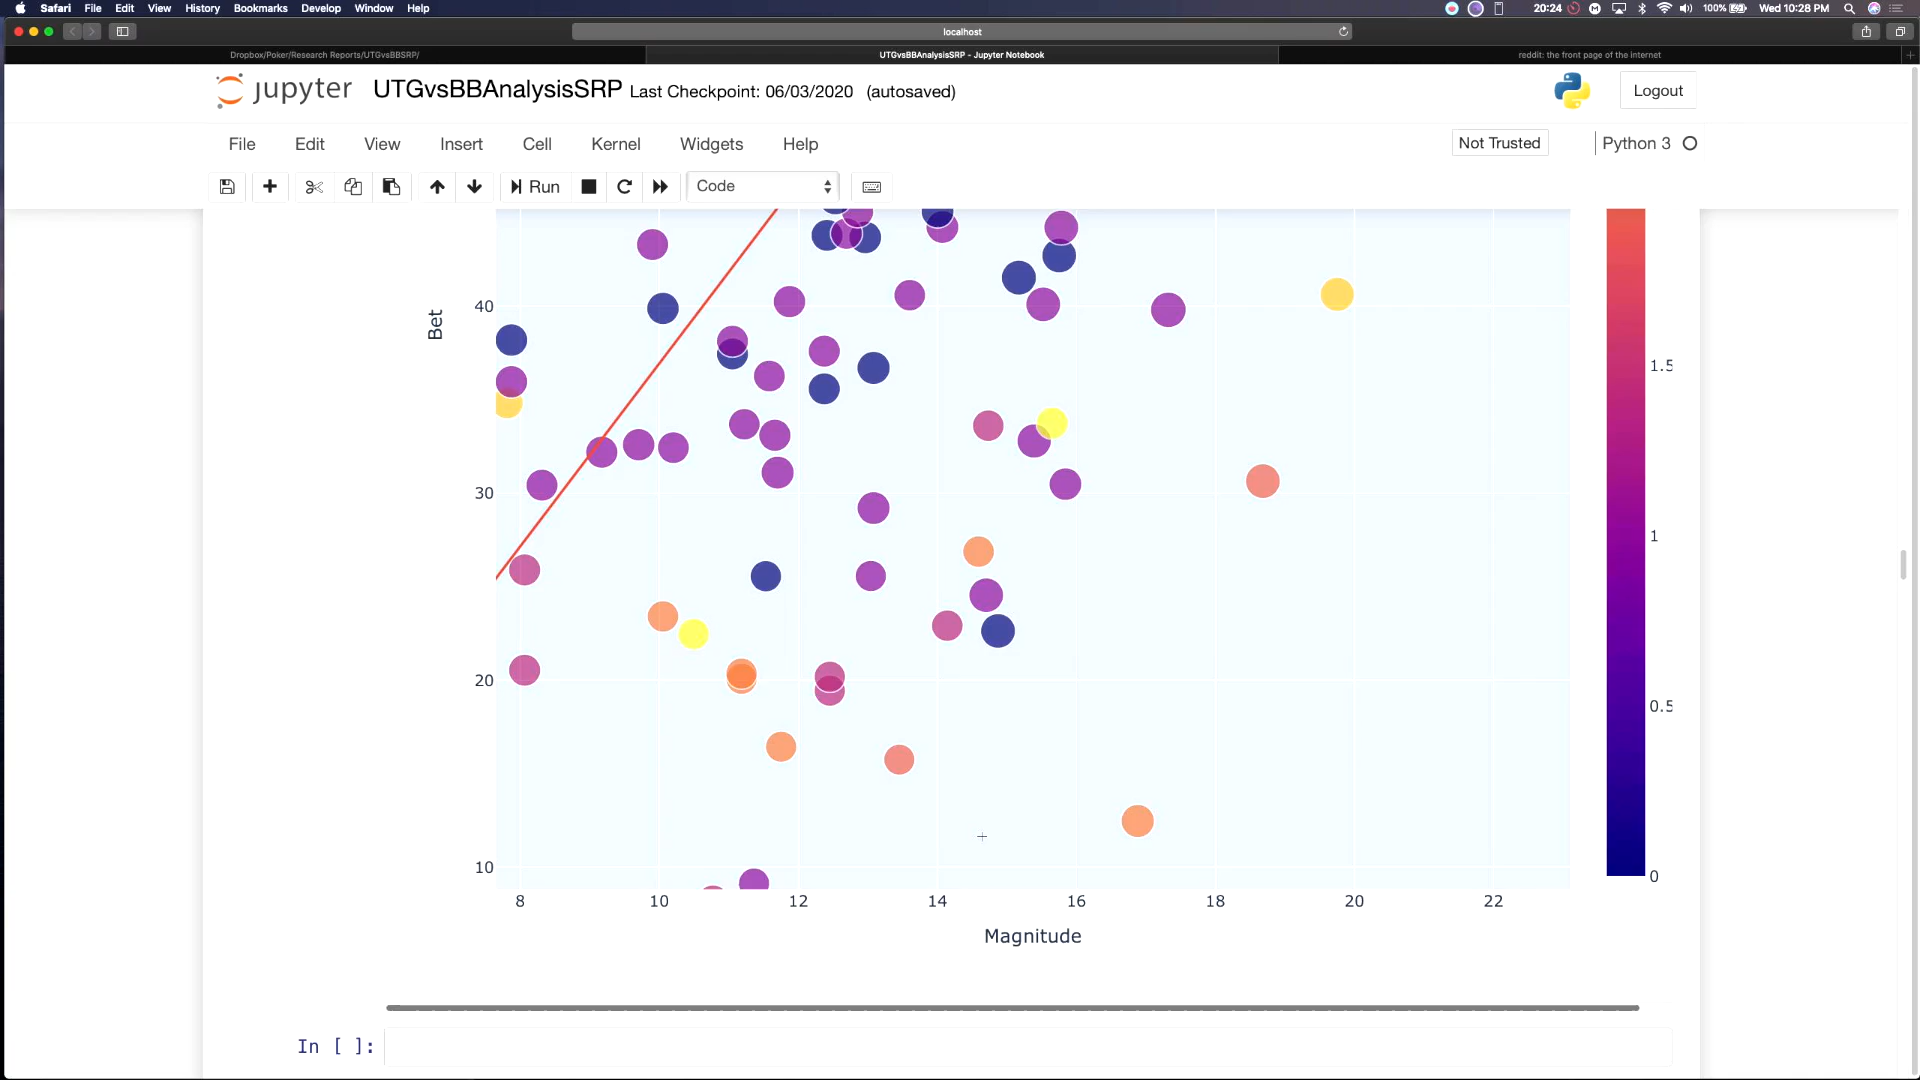 Safari File Edit View History Bookmarks Develop Window Help 20:24 100% Wed 10:28 PM
localhost
Dropbox/Poker/Research Reports/UTGvsBBSRP/ UTGvsBBAnalysisSRP - Jupyter Notebook reddit: the front page of the internet
jupyter UTGvsBBAnalysisSRP Last Checkpoint: 06/03/2020 (autosaved) Logout
File Edit View Insert Cell Kernel Widgets Help Not Trusted Python 3
Run Code
Bet
40
30
20
10
8 10 12 14 16 18 20 22
Magnitude
1.5
1
0.5
0
In [ ]: